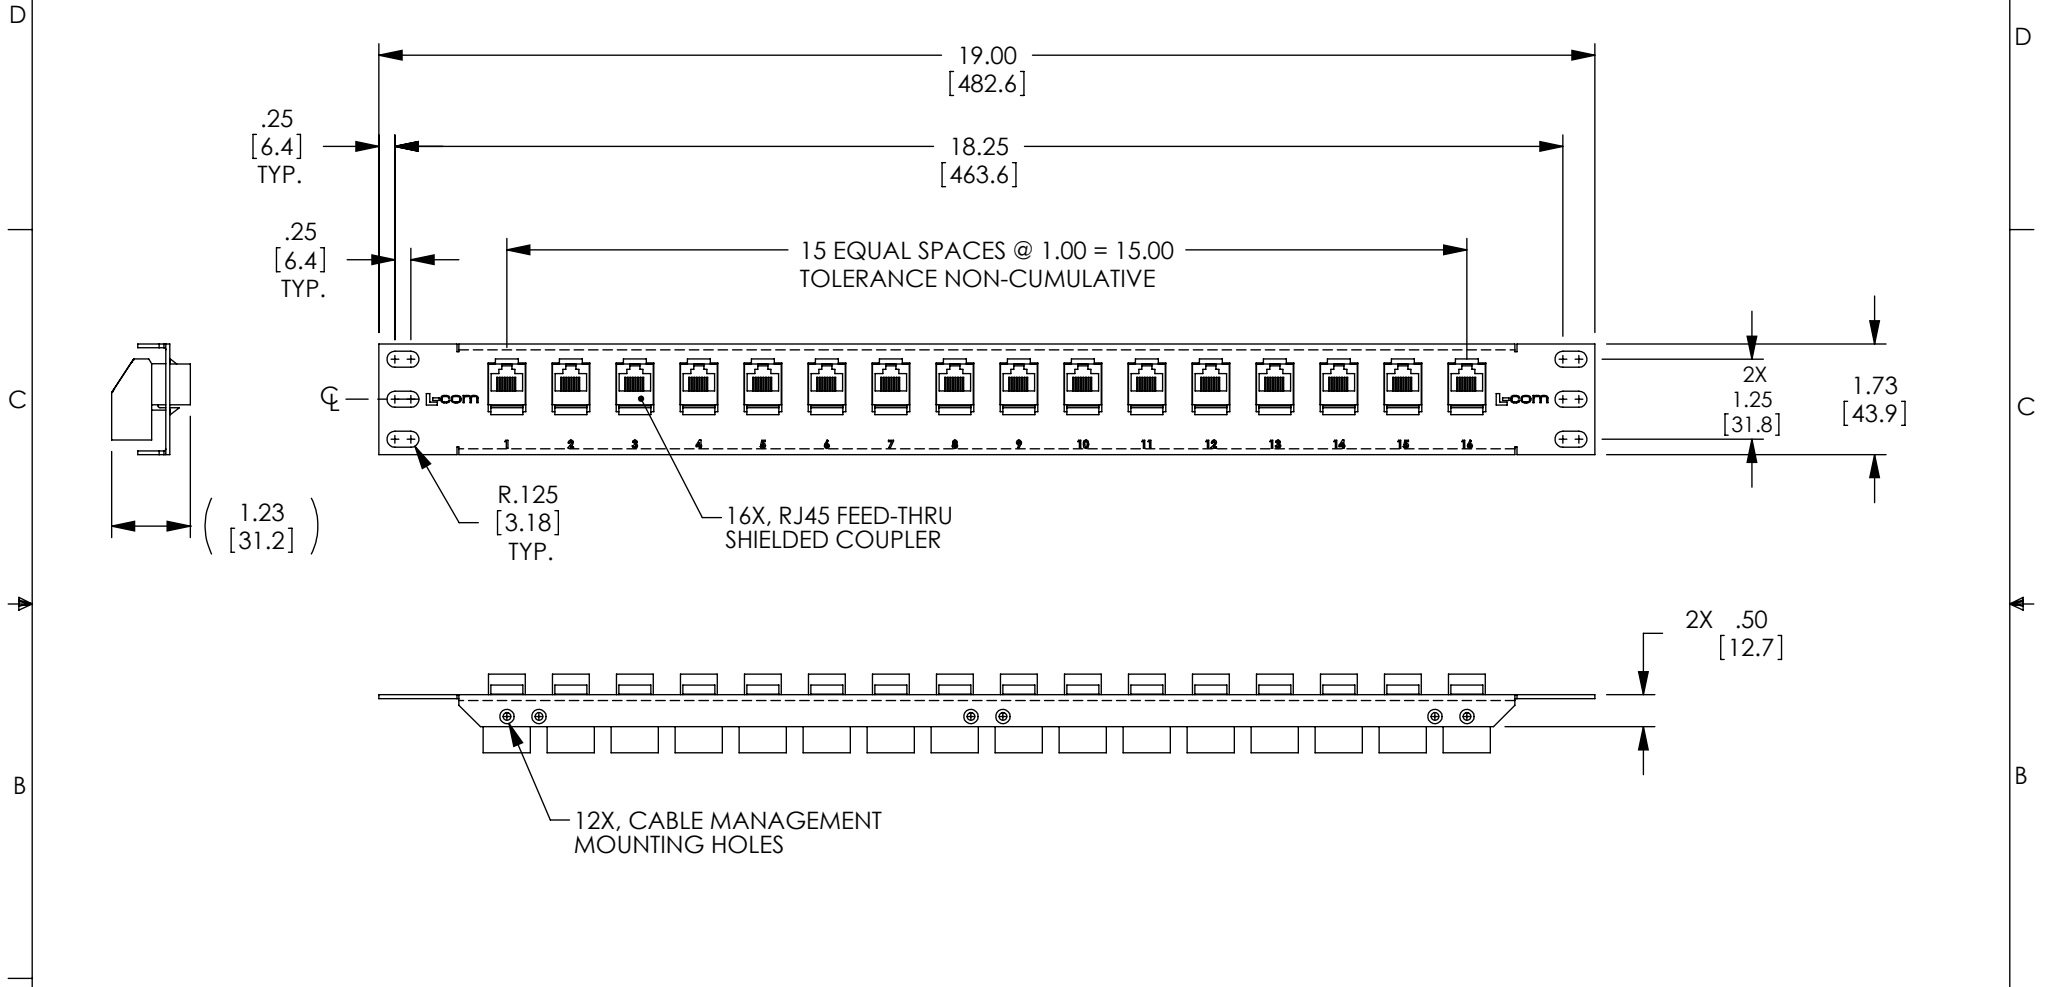 D
D
19.00
[482.6]
.25
[6.4]
TYP.
18.25
[463.6]
.25
[6.4]
TYP.
15 EQUAL SPACES @ 1.00 = 15.00
TOLERANCE NON-CUMULATIVE
C
C
℄
L-com
L-com
2X
1.25
[31.8]
1.73
[43.9]
1 2 3 4 5 6 7 8 9 10 11 12 13 14 15 16
R.125
[3.18]
TYP.
16X, RJ45 FEED-THRU
SHIELDED COUPLER
( 1.23 )
[31.2]
2X .50
[12.7]
B
B
12X, CABLE MANAGEMENT
MOUNTING HOLES